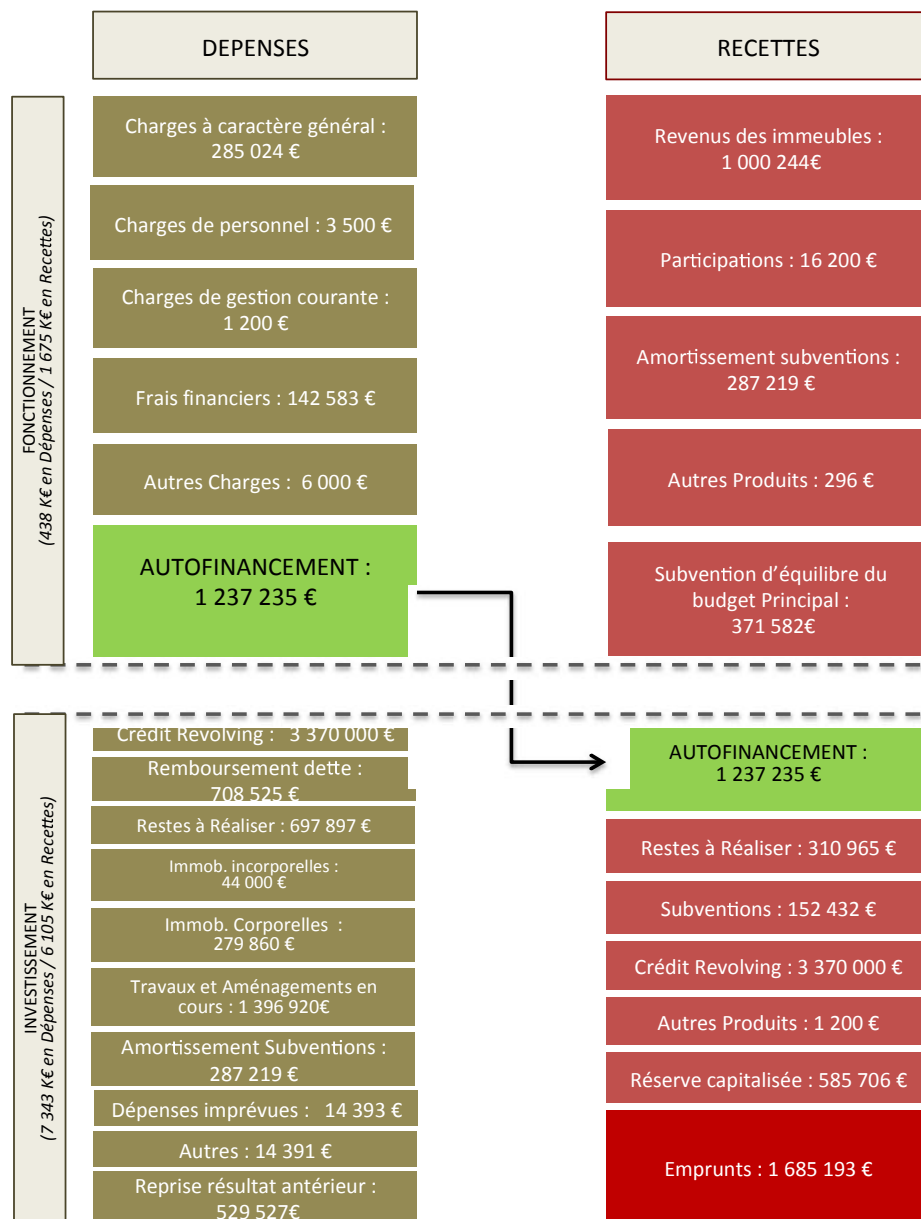 DEPENSES
RECETTES
FONCTIONNEMENT
(438 K€ en Dépenses / 1 675 K€ en Recettes)
Charges à caractère général :
285 024 €
Charges de personnel : 3 500 €
Charges de gestion courante :
1 200 €
Frais financiers : 142 583 €
Autres Charges : 6 000 €
AUTOFINANCEMENT :
1 237 235 €
Revenus des immeubles :
1 000 244€
Participations : 16 200 €
Amortissement subventions :
287 219 €
Autres Produits : 296 €
Subvention d'équilibre du
budget Principal :
371 582€
INVESTISSEMENT
(7 343 K€ en Dépenses / 6 105 K€ en Recettes)
Crédit Revolving : 3 370 000 €
Remboursement dette :
708 525 €
Restes à Réaliser : 697 897 €
Immob. incorporelles :
44 000 €
Immob. Corporelles :
279 860 €
Travaux et Aménagements en
cours : 1 396 920€
Amortissement Subventions :
287 219 €
Dépenses imprévues : 14 393 €
Autres : 14 391 €
Reprise résultat antérieur :
529 527€
AUTOFINANCEMENT :
1 237 235 €
Restes à Réaliser : 310 965 €
Subventions : 152 432 €
Crédit Revolving : 3 370 000 €
Autres Produits : 1 200 €
Réserve capitalisée : 585 706 €
Emprunts : 1 685 193 €